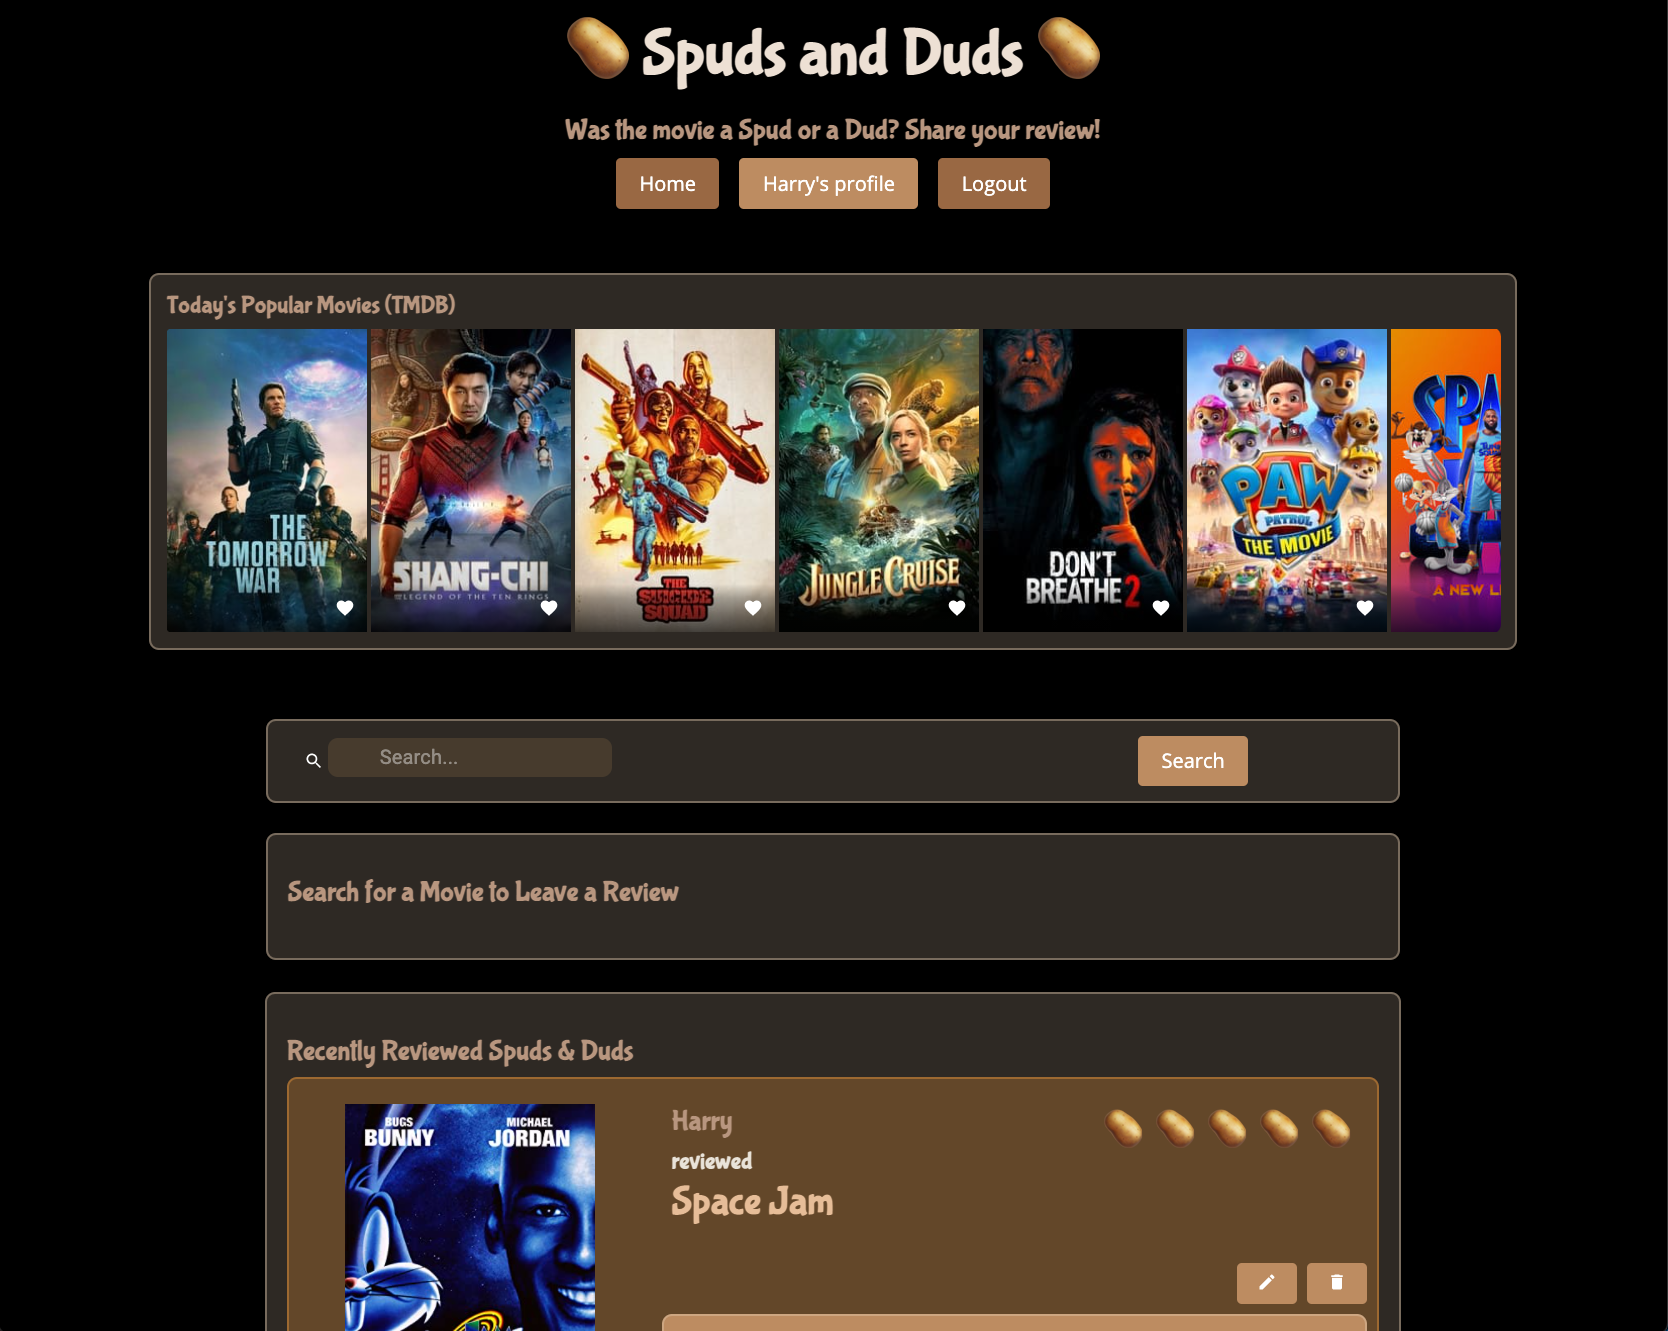 Spuds and Duds
Was the movie a Spud or a Dud? Share your review!
Home
Harry's profile
Logout
Today's Popular Movies (TMDB)
THE
TOMORROW
WAR
SHANG-CHI
LEGEND OF THE TEN RINGS
THE
SUICIDE
SQUAD
JUNGLE CRUISE
DON'T
BREATHE 2
PAW
PATROL
THE MOVIE
SPA
A NEW L
Search...
Search
Search for a Movie to Leave a Review
Recently Reviewed Spuds & Duds
BUGS
BUNNY
MICHAEL
JORDAN
Harry
reviewed
Space Jam